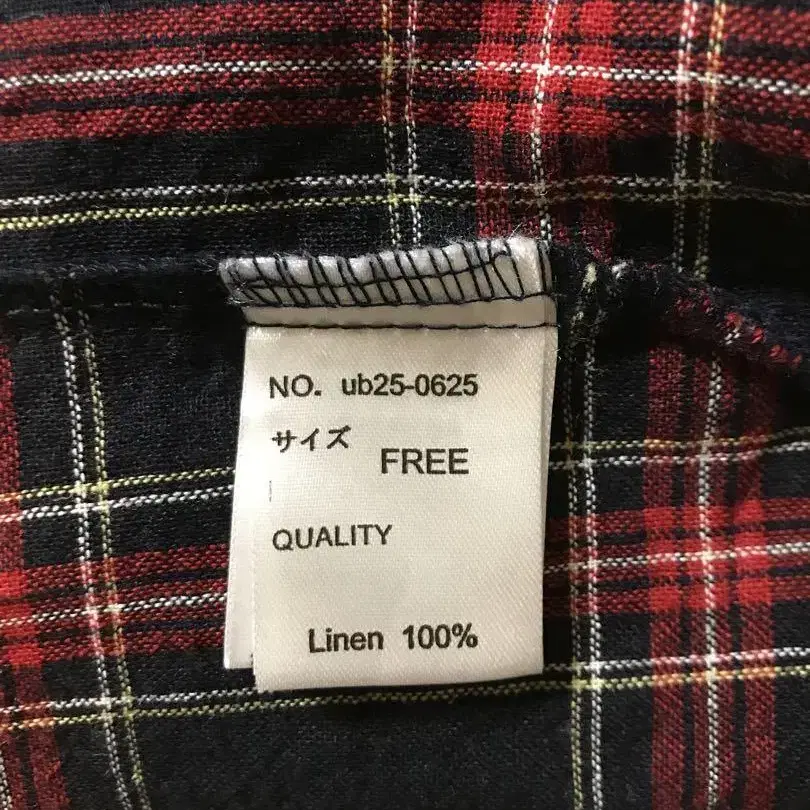 NO. ub25-0625
サイズ
FREE
QUALITY
Linen 100%